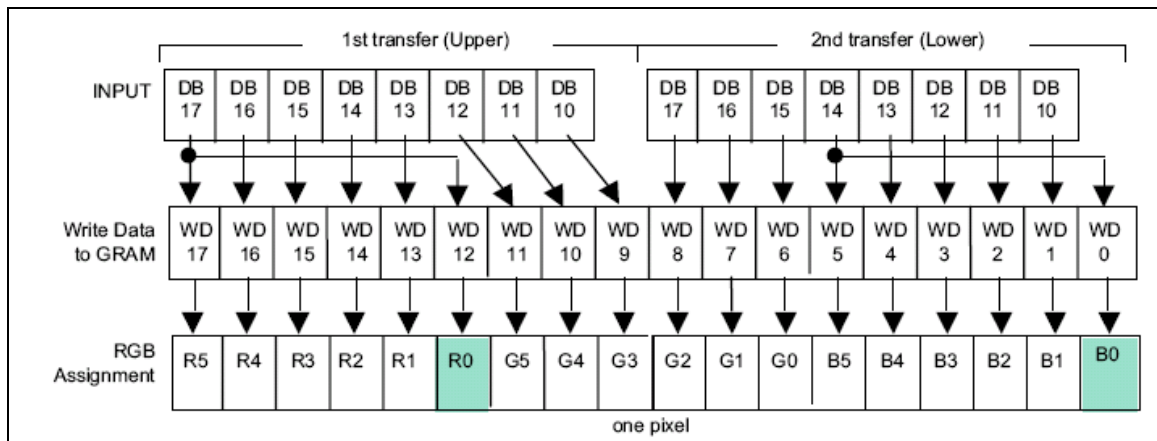 1st transfer (Upper) 2nd transfer (Lower)
INPUT DB 17 DB 16 DB 15 DB 14 DB 13 DB 12 DB 11 DB 10 DB 17 DB 16 DB 15 DB 14 DB 13 DB 12 DB 11 DB 10
Write Data to GRAM WD 17 WD 16 WD 15 WD 14 WD 13 WD 12 WD 11 WD 10 WD 9 WD 8 WD 7 WD 6 WD 5 WD 4 WD 3 WD 2 WD 1 WD 0
RGB Assignment R5 R4 R3 R2 R1 R0 G5 G4 G3 G2 G1 G0 B5 B4 B3 B2 B1 B0
one pixel